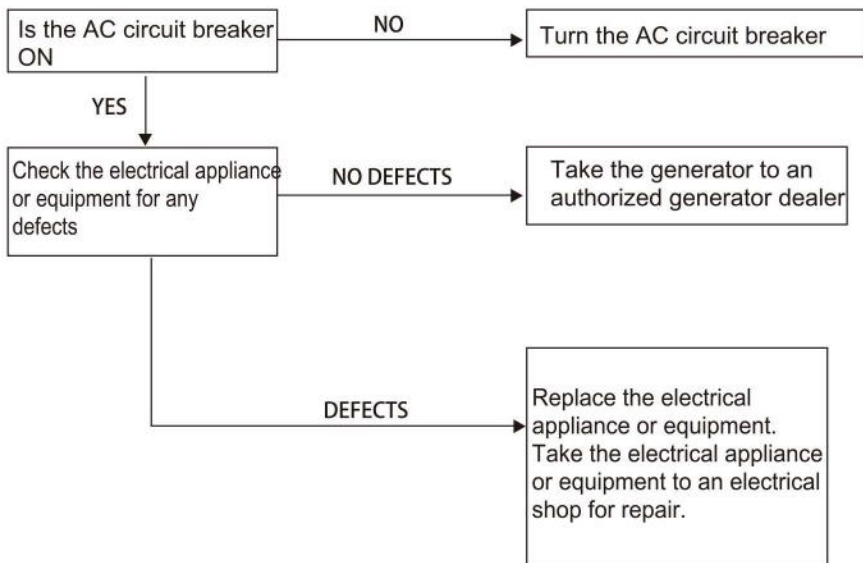 Is the AC circuit breaker
ON
NO
Turn the AC circuit breaker
YES
Check the electrical appliance
or equipment for any
defects
NO DEFECTS
Take the generator to an
authorized generator dealer
DEFECTS
Replace the electrical
appliance or equipment.
Take the electrical appliance
or equipment to an electrical
shop for repair.